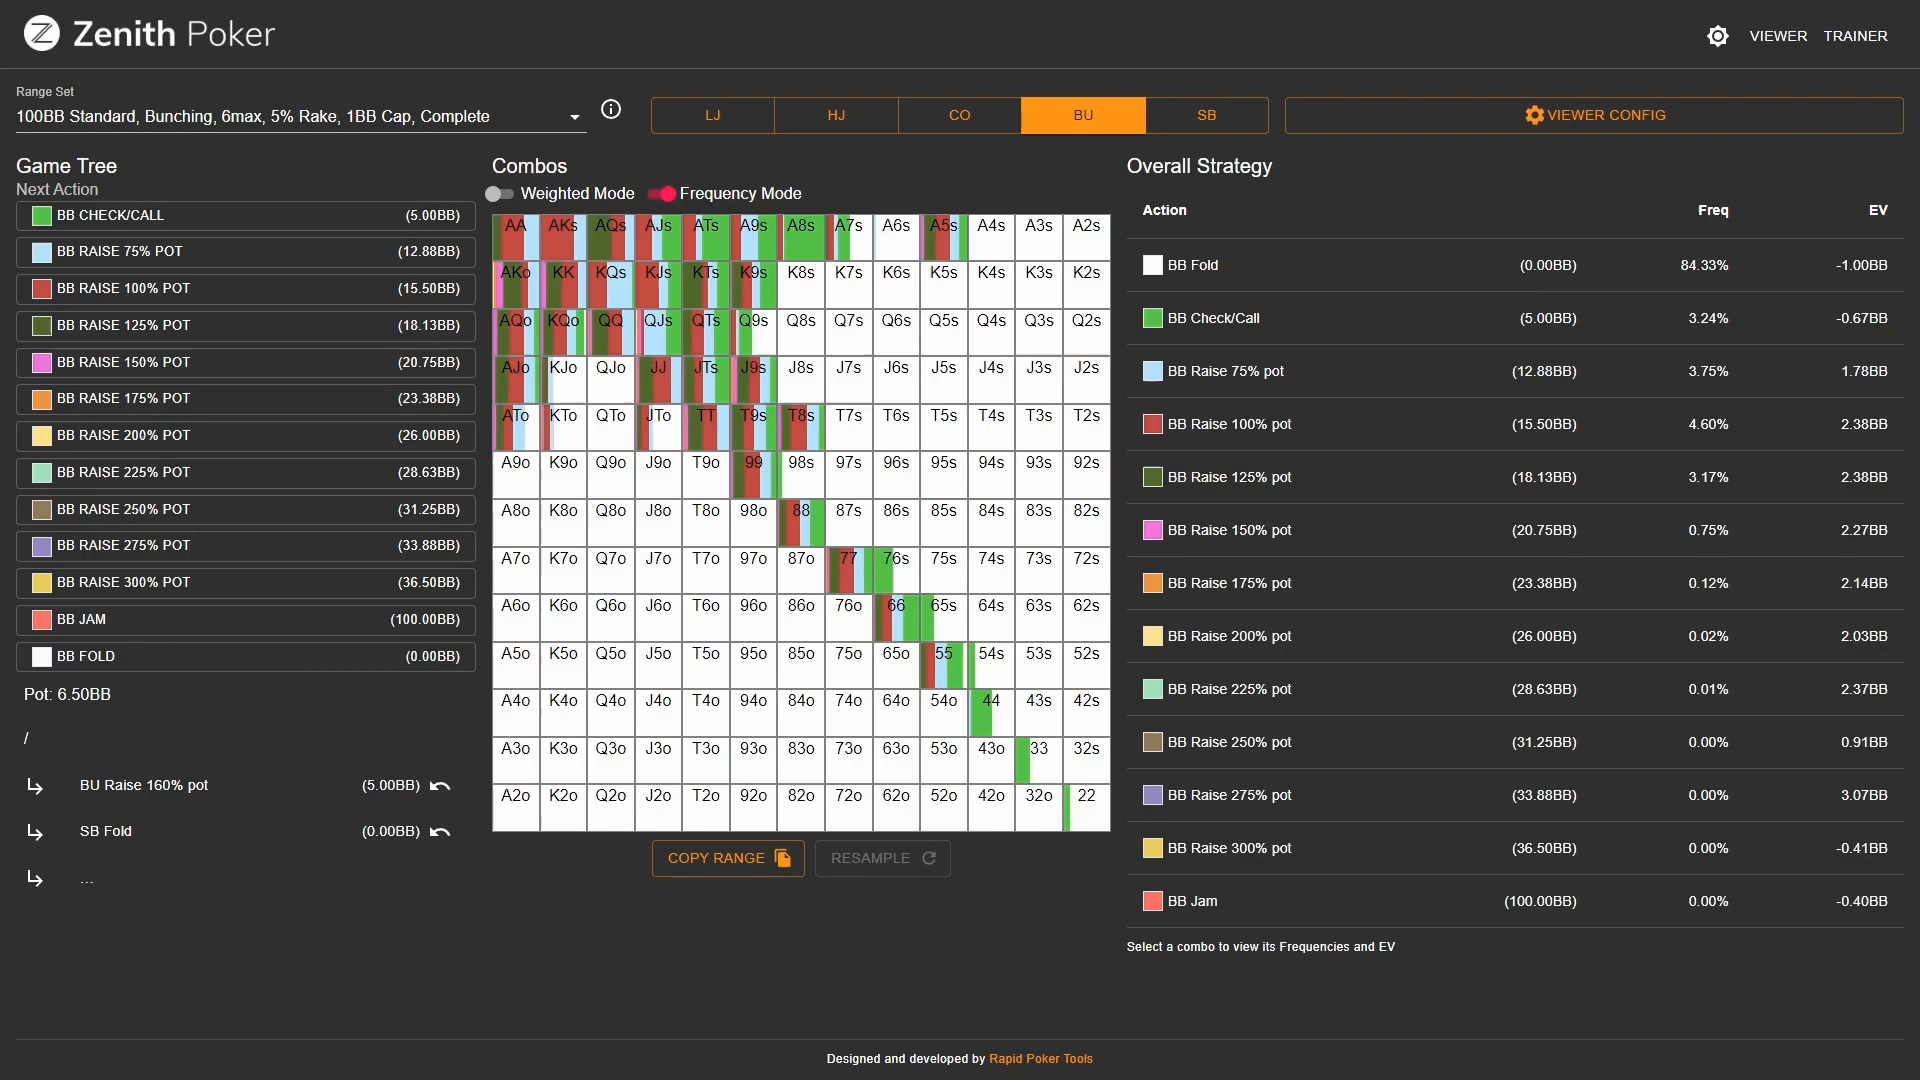 Zenith Poker
VIEWER TRAINER
Range Set
100BB Standard, Bunching, 6max, 5% Rake, 1BB Cap, Complete
LJ HJ CO BU SB
VIEWER CONFIG
Game Tree
Next Action
BB CHECK/CALL (5.00BB)
BB RAISE 75% POT (12.88BB)
BB RAISE 100% POT (15.50BB)
BB RAISE 125% POT (18.13BB)
BB RAISE 150% POT (20.75BB)
BB RAISE 175% POT (23.38BB)
BB RAISE 200% POT (26.00BB)
BB RAISE 225% POT (28.63BB)
BB RAISE 250% POT (31.25BB)
BB RAISE 275% POT (33.88BB)
BB RAISE 300% POT (36.50BB)
BB JAM (100.00BB)
BB FOLD (0.00BB)
Pot: 6.50BB
/
BU Raise 160% pot (5.00BB)
SB Fold (0.00BB)
...
Combos
Weighted Mode Frequency Mode
AA AKs AQs AJs ATs A9s A8s A7s A6s A5s A4s A3s A2s
AKo KK KQs KJs KTs K9s K8s K7s K6s K5s K4s K3s K2s
AQo KQo QQ QJs QTs Q9s Q8s Q7s Q6s Q5s Q4s Q3s Q2s
AJo KJo QJo JJ JTs J9s J8s J7s J6s J5s J4s J3s J2s
ATo KTo QTo JTo TT T9s T8s T7s T6s T5s T4s T3s T2s
A9o K9o Q9o J9o T9o 99 98s 97s 96s 95s 94s 93s 92s
A8o K8o Q8o J8o T8o 98o 88 87s 86s 85s 84s 83s 82s
A7o K7o Q7o J7o T7o 97o 87o 77 76s 75s 74s 73s 72s
A6o K6o Q6o J6o T6o 96o 86o 76o 66 65s 64s 63s 62s
A5o K5o Q5o J5o T5o 95o 85o 75o 65o 55 54s 53s 52s
A4o K4o Q4o J4o T4o 94o 84o 74o 64o 54o 44 43s 42s
A3o K3o Q3o J3o T3o 93o 83o 73o 63o 53o 43o 33 32s
A2o K2o Q2o J2o T2o 92o 82o 72o 62o 52o 42o 32o 22
COPY RANGE RESAMPLE
Overall Strategy
Action Freq EV
BB Fold (0.00BB) 84.33% -1.00BB
BB Check/Call (5.00BB) 3.24% -0.67BB
BB Raise 75% pot (12.88BB) 3.75% 1.78BB
BB Raise 100% pot (15.50BB) 4.60% 2.38BB
BB Raise 125% pot (18.13BB) 3.17% 2.38BB
BB Raise 150% pot (20.75BB) 0.75% 2.27BB
BB Raise 175% pot (23.38BB) 0.12% 2.14BB
BB Raise 200% pot (26.00BB) 0.02% 2.03BB
BB Raise 225% pot (28.63BB) 0.01% 2.37BB
BB Raise 250% pot (31.25BB) 0.00% 0.91BB
BB Raise 275% pot (33.88BB) 0.00% 3.07BB
BB Raise 300% pot (36.50BB) 0.00% -0.41BB
BB Jam (100.00BB) 0.00% -0.40BB
Select a combo to view its Frequencies and EV
Designed and developed by Rapid Poker Tools